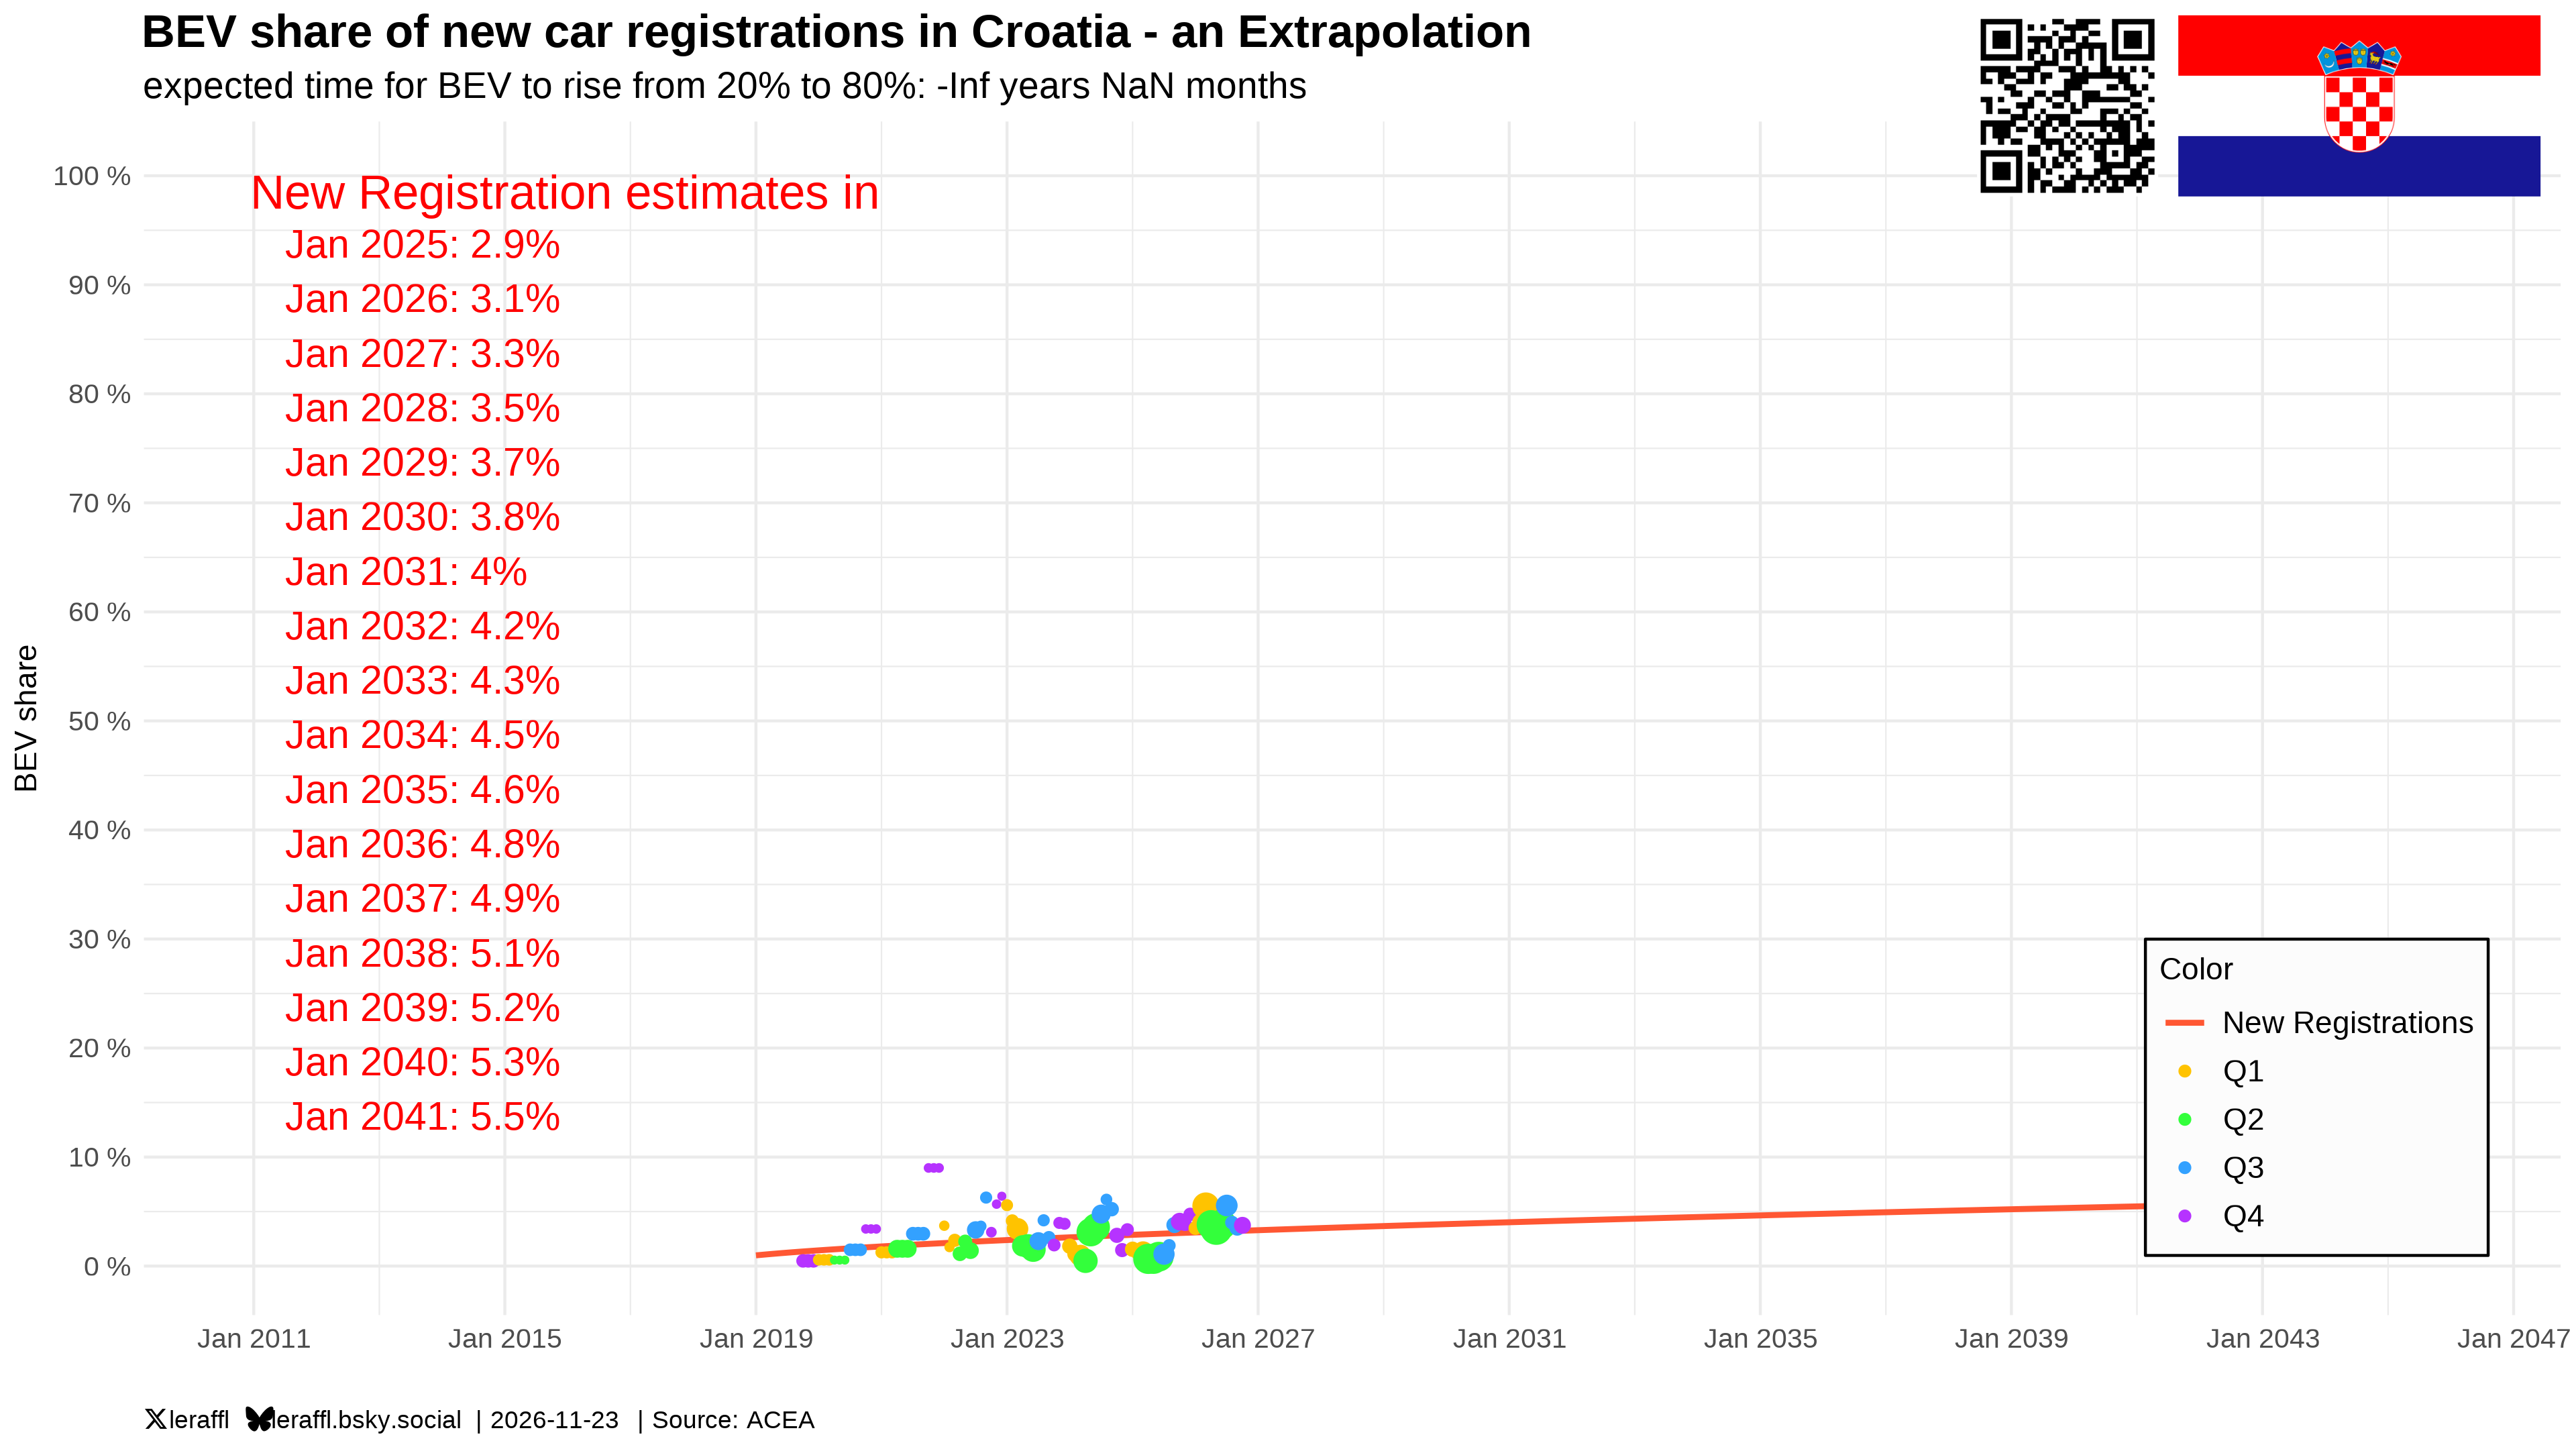 BEV share of new car registrations in Croatia - an Extrapolation
expected time for BEV to rise from 20% to 80%: -Inf years NaN months
100 %
90 %
80 %
70 %
60 %
50 %
40 %
30 %
20 %
10 %
0 %
BEV share
New Registration estimates in
Jan 2025: 2.9%
Jan 2026: 3.1%
Jan 2027: 3.3%
Jan 2028: 3.5%
Jan 2029: 3.7%
Jan 2030: 3.8%
Jan 2031: 4%
Jan 2032: 4.2%
Jan 2033: 4.3%
Jan 2034: 4.5%
Jan 2035: 4.6%
Jan 2036: 4.8%
Jan 2037: 4.9%
Jan 2038: 5.1%
Jan 2039: 5.2%
Jan 2040: 5.3%
Jan 2041: 5.5%
Color
New Registrations
Q1
Q2
Q3
Q4
Jan 2011 Jan 2015 Jan 2019 Jan 2023 Jan 2027 Jan 2031 Jan 2035 Jan 2039 Jan 2043 Jan 2047
leraffl leraffl.bsky.social | 2026-11-23 | Source: ACEA